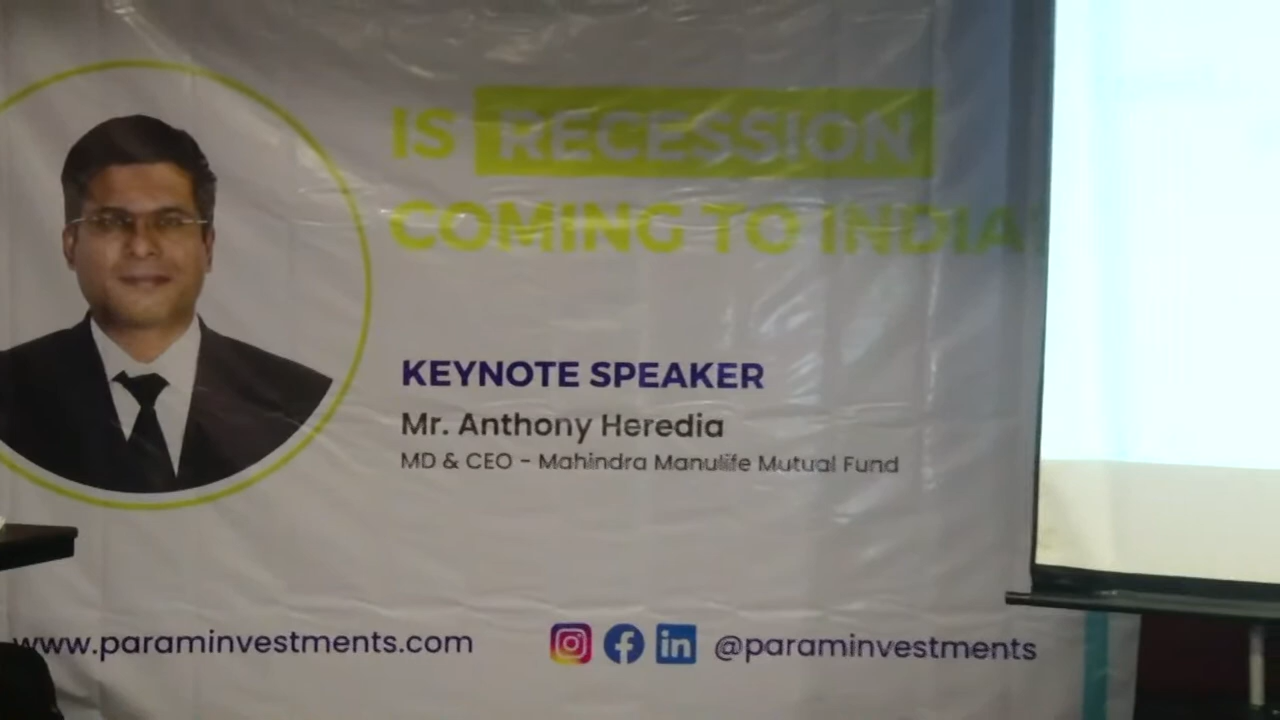 IS RECESSION
COMING TO INDIA
KEYNOTE SPEAKER
Mr. Anthony Heredia
MD & CEO - Mahindra Manulife Mutual Fund
www.paraminvestments.com
@paraminvestments